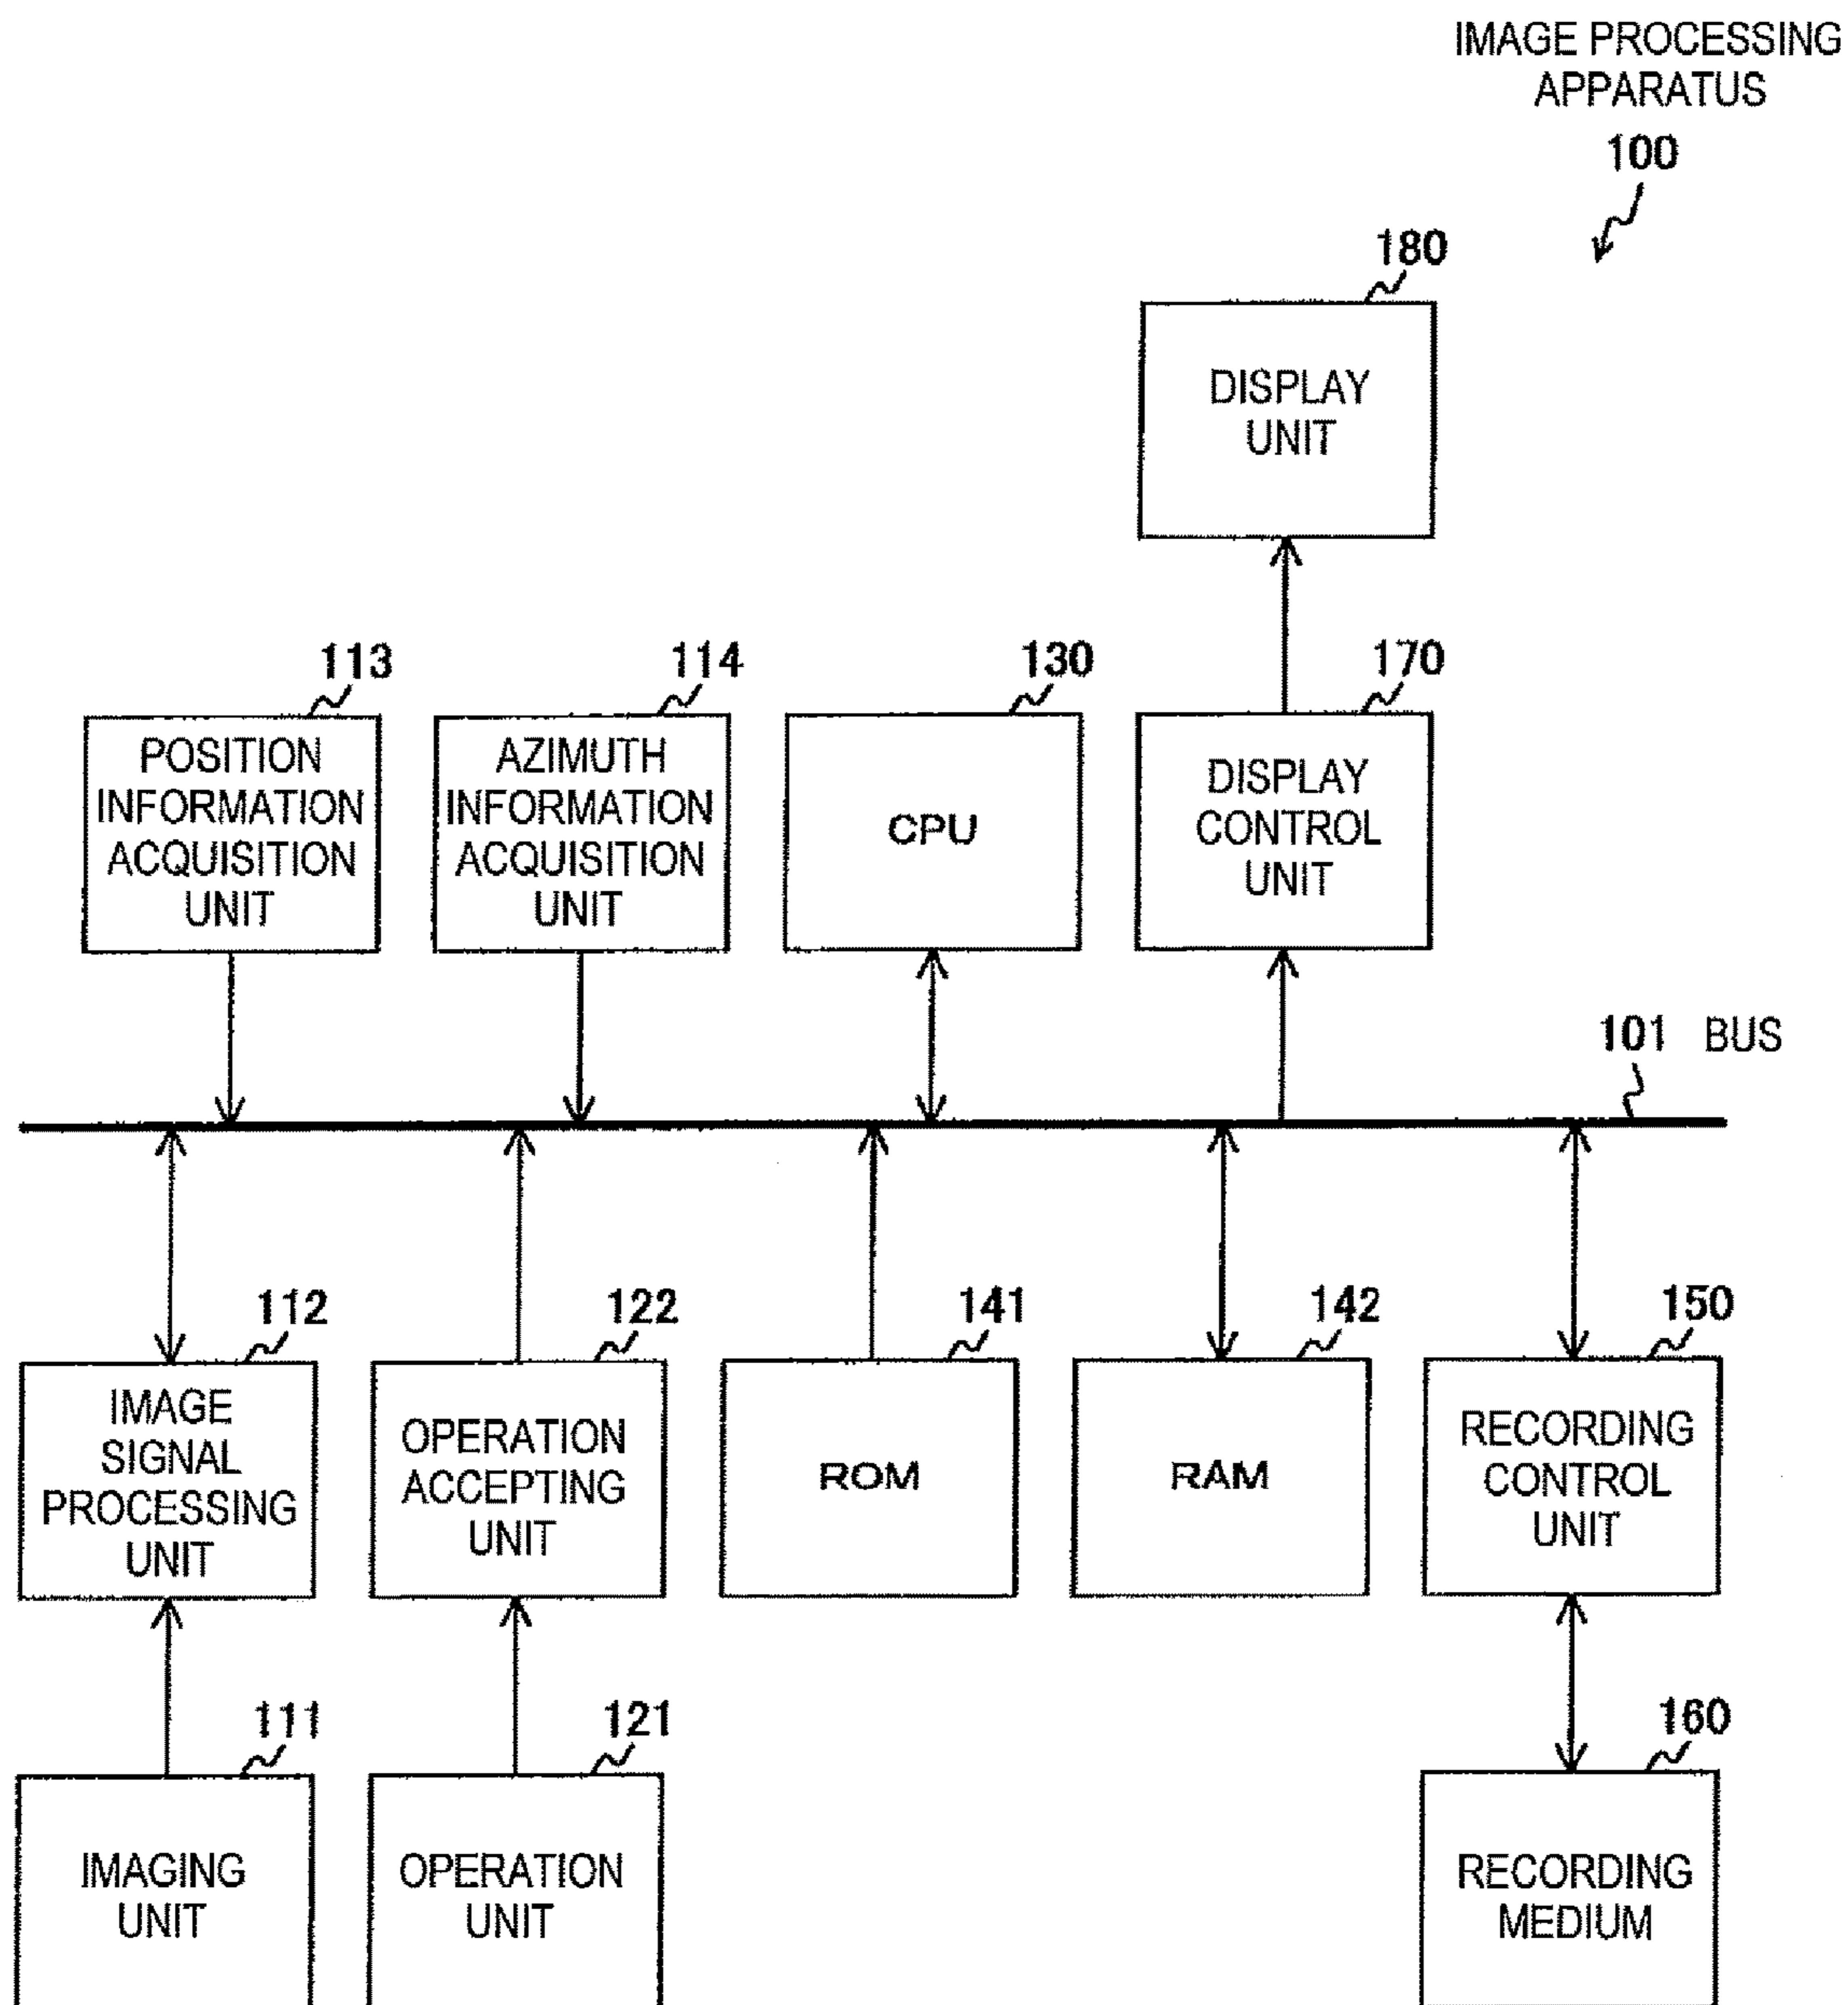 IMAGE PROCESSING
APPARATUS
100
180
DISPLAY
UNIT
113
114
130
170
POSITION
INFORMATION
ACQUISITION
UNIT
AZIMUTH
INFORMATION
ACQUISITION
UNIT
CPU
DISPLAY
CONTROL
UNIT
101 BUS
112
122
141
142
150
IMAGE
SIGNAL
PROCESSING
UNIT
OPERATION
ACCEPTING
UNIT
ROM
RAM
RECORDING
CONTROL
UNIT
111
121
160
IMAGING
UNIT
OPERATION
UNIT
RECORDING
MEDIUM